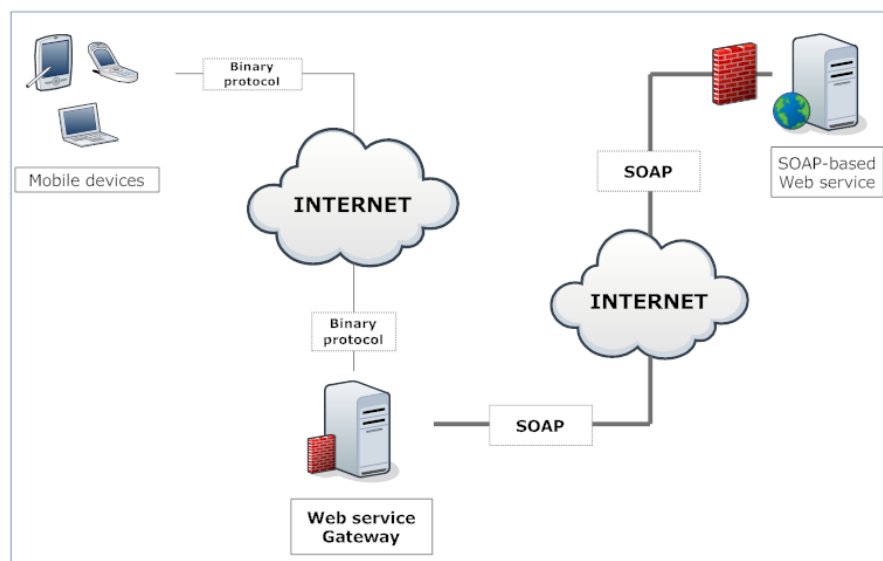 Binary
protocol
Mobile devices
INTERNET
Binary
protocol
Web service
Gateway
SOAP
INTERNET
SOAP
SOAP-based
Web service